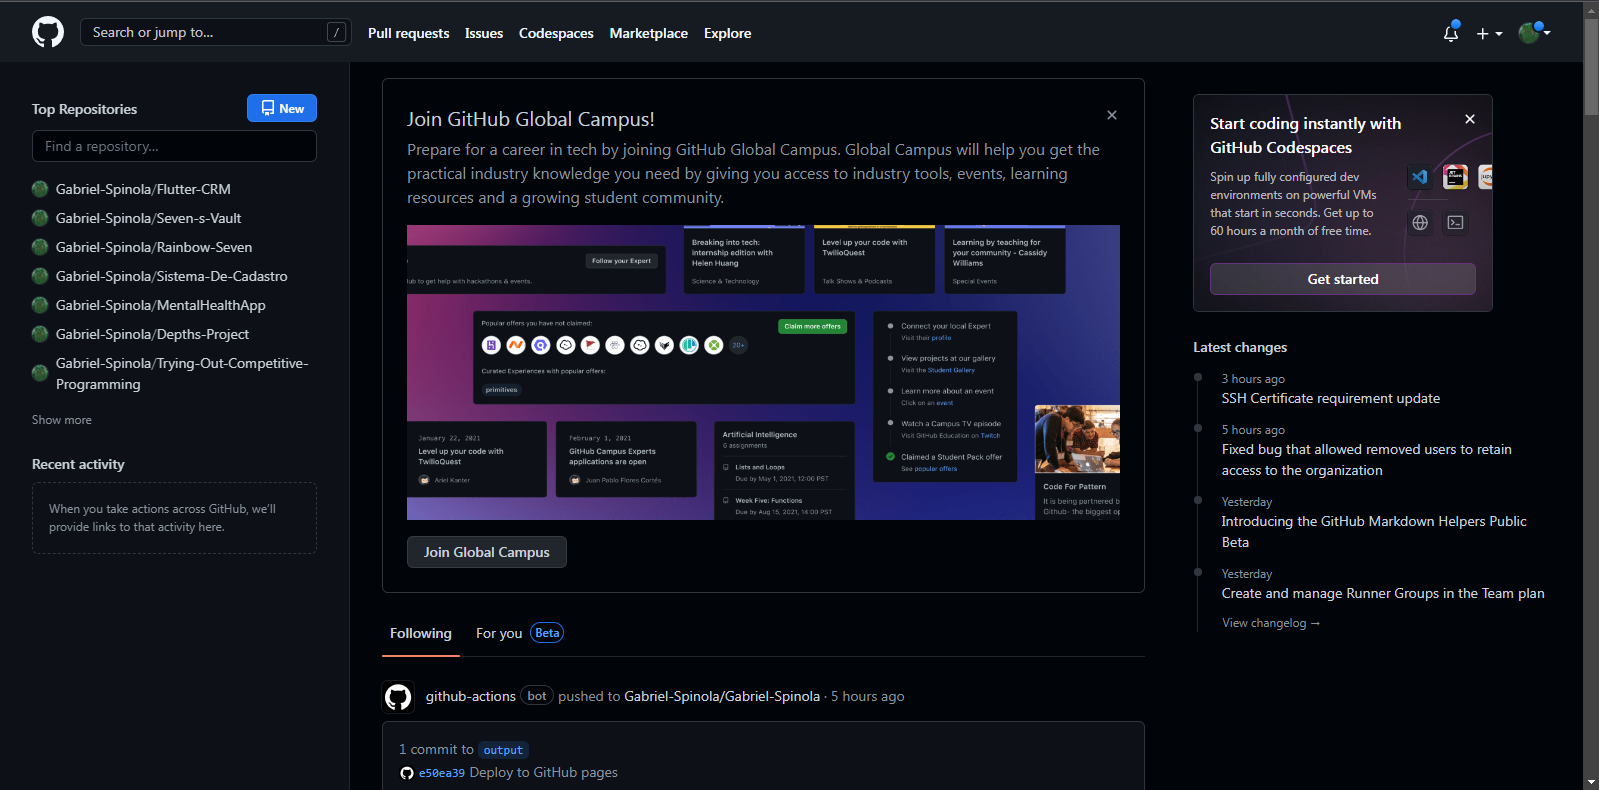 Search or jump to...
/
Pull requests
Issues
Codespaces
Marketplace
Explore
Top Repositories
New
Find a repository...
Gabriel-Spinola/Flutter-CRM
Gabriel-Spinola/Seven-s-Vault
Gabriel-Spinola/Rainbow-Seven
Gabriel-Spinola/Sistema-De-Cadastro
Gabriel-Spinola/MentalHealthApp
Gabriel-Spinola/Depths-Project
Gabriel-Spinola/Trying-Out-Competitive-
Programming
Show more
Recent activity
When you take actions across GitHub, we'll
provide links to that activity here.
Join GitHub Global Campus!
Prepare for a career in tech by joining GitHub Global Campus. Global Campus will help you get the
practical industry knowledge you need by giving you access to industry tools, events, learning
resources and a growing student community.
Follow your Expert
to get help with hackathons & events.
Breaking into tech:
internship edition with
Helen Huang
Science & Technology
Level up your code with
TwilioQuest
Talk Shows & Podcasts
Learning by teaching for
your community - Cassidy
Williams
Special Events
Popular offers you have not claimed:
Claim more offers
20+
Curated Experiences with popular offers:
primitives
Connect your local Expert
Visit their profile
View projects at our gallery
Visit the Student Gallery
Learn more about an event
Click on an event
Watch a Campus TV episode
Visit GitHub Education on Twitch
Claimed a Student Pack offer
See popular offers
January 22, 2021
Level up your code with
TwilioQuest
Ariel Kanter
February 1, 2021
GitHub Campus Experts
applications are open
Juan Pablo Flores Cortés
Artificial Intelligence
6 assignments
Lists and Loops
Due by May 1, 2021, 12:00 PST
Week Five: Functions
Due by Aug 15, 2021, 14:00 PST
Code For Pattern
It is being partnered b
Github- the biggest op
Join Global Campus
Following
For you
Beta
github-actions bot pushed to Gabriel-Spinola/Gabriel-Spinola · 5 hours ago
1 commit to output
e50ea39 Deploy to GitHub pages
Start coding instantly with
GitHub Codespaces
Spin up fully configured dev
environments on powerful VMs
that start in seconds. Get up to
60 hours a month of free time.
Get started
Latest changes
3 hours ago
SSH Certificate requirement update
5 hours ago
Fixed bug that allowed removed users to retain
access to the organization
Yesterday
Introducing the GitHub Markdown Helpers Public
Beta
Yesterday
Create and manage Runner Groups in the Team plan
View changelog →